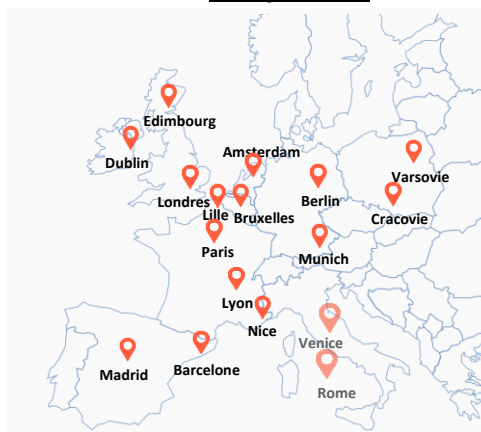 Edimbourg
Dublin
Amsterdam
Varsovie
Londres
Lille
Bruxelles
Berlin
Cracovie
Paris
Munich
Lyon
Nice
Venice
Madrid
Barcelone
Rome